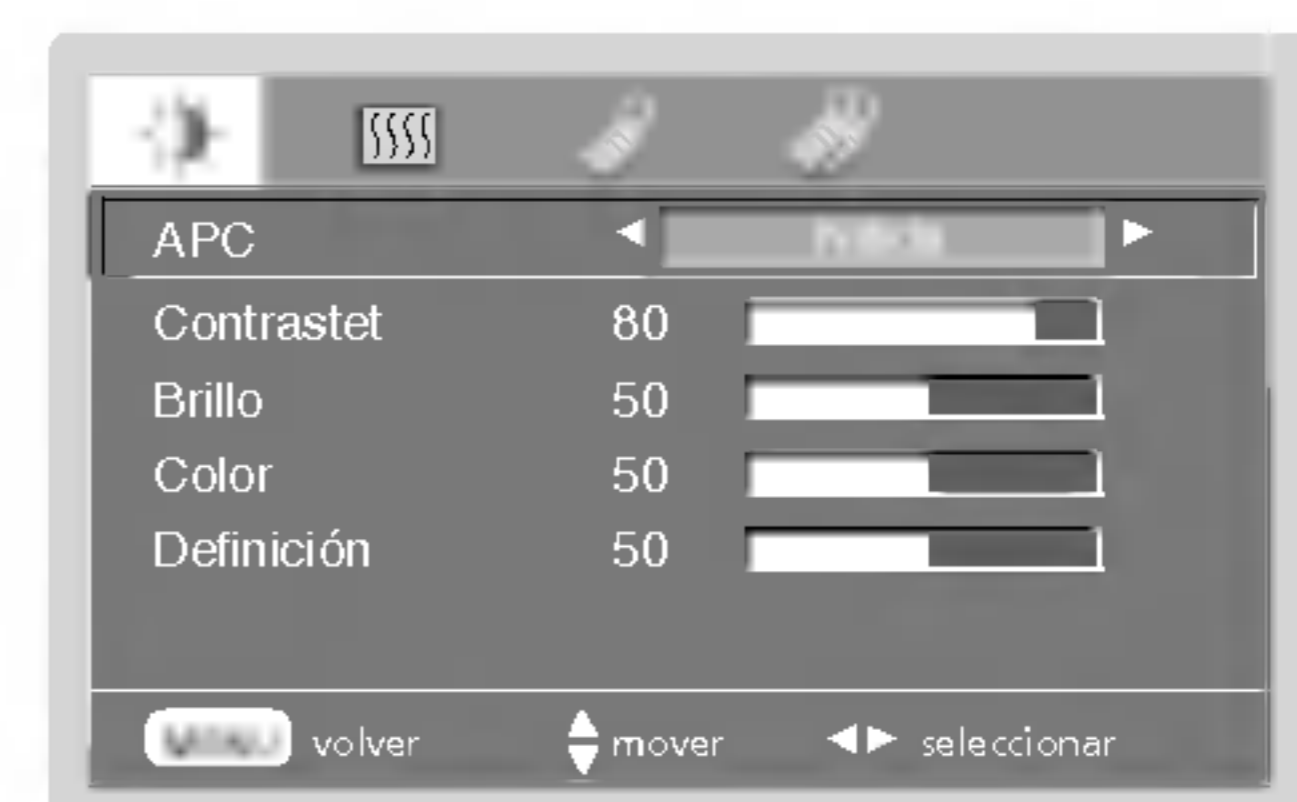 APC
Contrastet 80
Brillo 50
Color 50
Definición 50
volver mover seleccionar